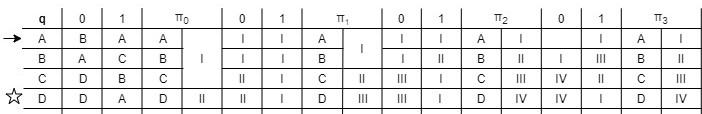 q 0 1 π0 0 1 π1 0 1 π2 0 1 π3
A B A A I I I A I I I A I I A I
B A C B I I B I II B II I III B II
C D B C II I C II III I C III IV II C III
D D A D II II I D III III I D IV IV I D IV